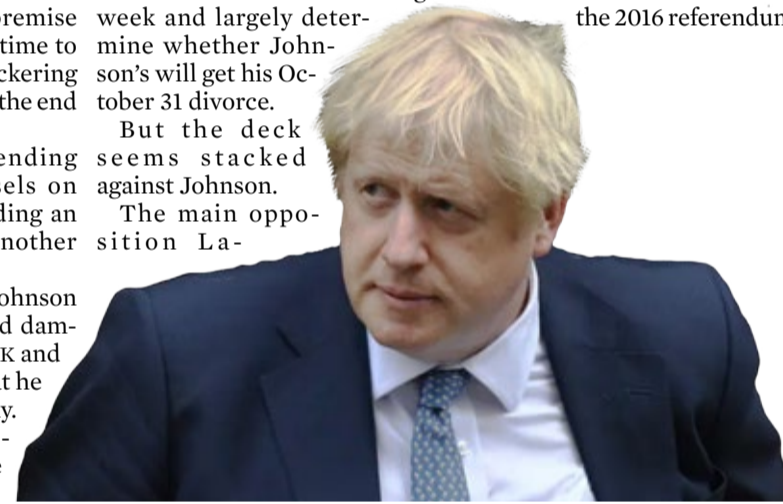 remise
time to
ckering
the end
ending
sels on
ding an
nother
ohnson
d dam-
K and
t he
y.
-
week and largely deter-
mine whether John-
son's will get his Oc-
tober 31 divorce.
But the deck
seems stacked
against Johnson.
The main oppo-
sition La-
the 2016 referendum